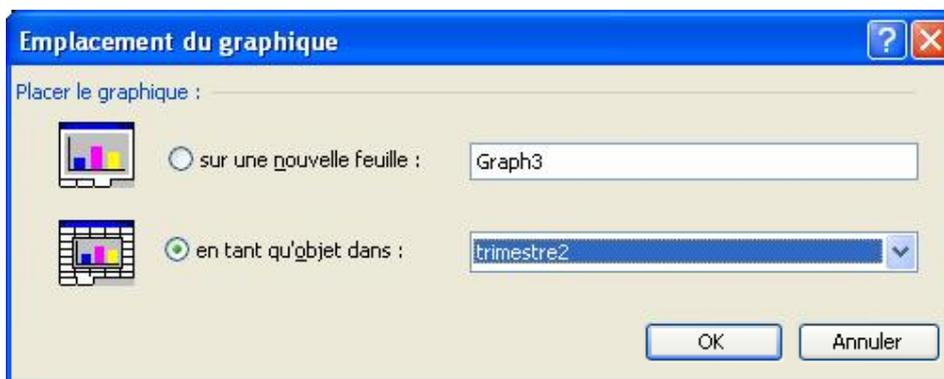 Emplacement du graphique
Placer le graphique :
sur une nouvelle feuille : Graph3
en tant qu'objet dans : trimestre2
OK Annuler